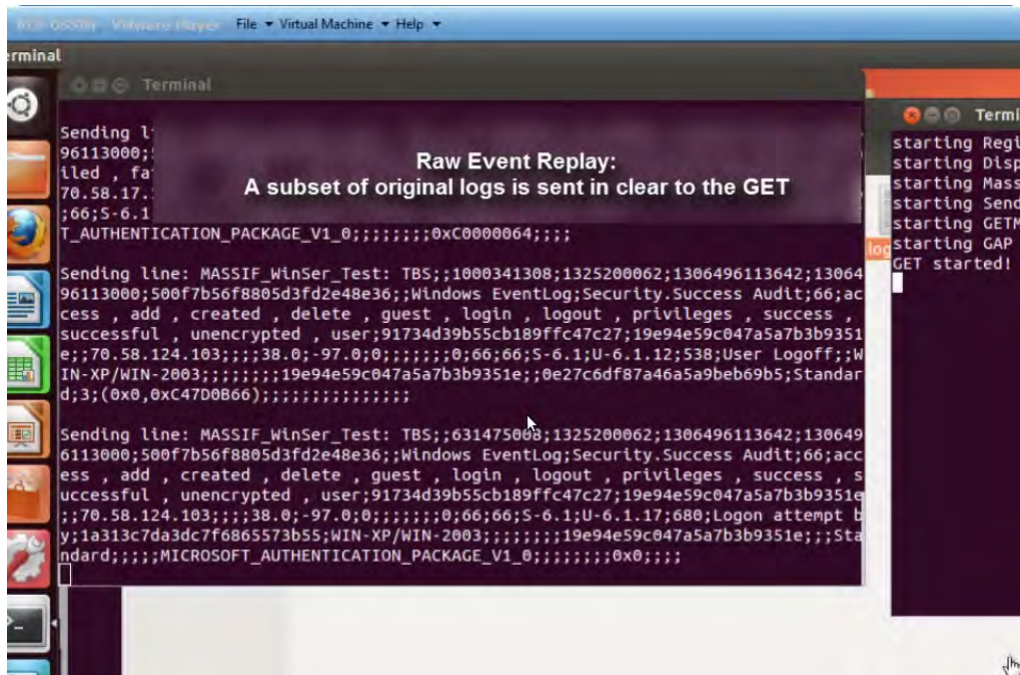 VMware Player File Virtual Machine Help
erminal
Terminal
Sending l
96113000;
iled , fa
70.58.17.
;66;S-6.1
T_AUTHENTICATION_PACKAGE_V1_0;;;;;;;;0xC0000064;;;;
Raw Event Replay:
A subset of original logs is sent in clear to the GET
Sending line: MASSIF_WinSer_Test: TBS;;1000341308;1325200062;1306496113642;13064
96113000;500f7b56f8805d3fd2e48e36;;Windows EventLog;Security.Success Audit;66;ac
cess , add , created , delete , guest , login , logout , privileges , success ,
successful , unencrypted , user;91734d39b55cb189ffc47c27;19e94e59c047a5a7b3b9351
e;;70.58.124.103;;;;38.0;-97.0;0;;;;;;;0;66;66;S-6.1;U-6.1.12;538;User Logoff;;W
IN-XP/WIN-2003;;;;;;;;19e94e59c047a5a7b3b9351e;;0e27c6df87a46a5a9beb69b5;Standar
d;3;(0x0,0xC47D0B66);;;;;;;;;;;;;;;
Sending line: MASSIF_WinSer_Test: TBS;;631475008;1325200062;1306496113642;130649
6113000;500f7b56f8805d3fd2e48e36;;Windows EventLog;Security.Success Audit;66;acc
ess , add , created , delete , guest , login , logout , privileges , success , s
uccessful , unencrypted , user;91734d39b55cb189ffc47c27;19e94e59c047a5a7b3b9351e
;;70.58.124.103;;;;38.0;-97.0;0;;;;;;;0;66;66;S-6.1;U-6.1.17;680;Logon attempt b
y;1a313c7da3dc7f6865573b55;WIN-XP/WIN-2003;;;;;;;;19e94e59c047a5a7b3b9351e;;;Sta
ndard;;;;;MICROSOFT_AUTHENTICATION_PACKAGE_V1_0;;;;;;;;0x0;;;;
Termi
starting Regi
starting Disp
starting Mass
starting Send
starting GETM
starting GAP
GET started!
log